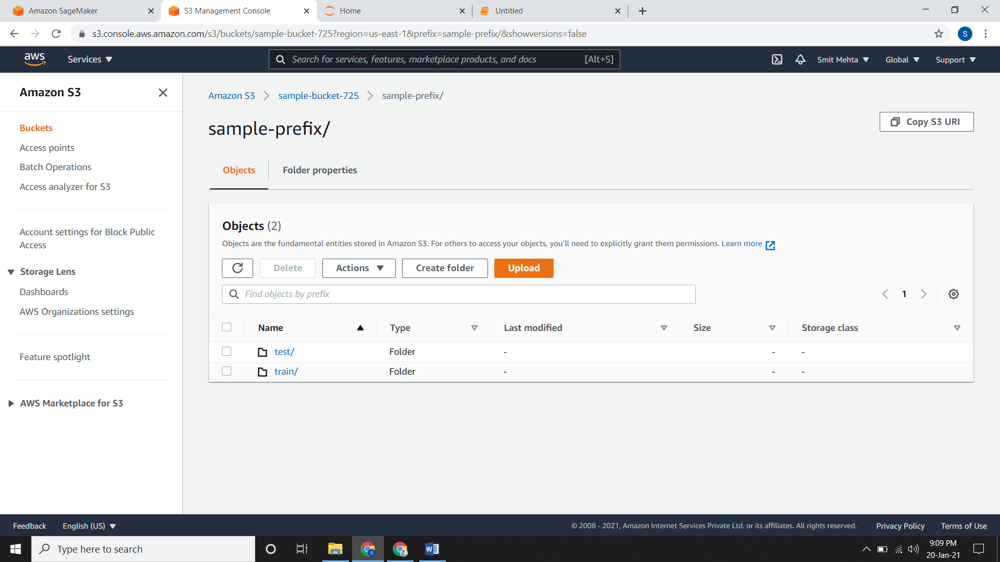 Amazon SageMaker
S3 Management Console
Home
Untitled
s3.console.aws.amazon.com/s3/buckets/sample-bucket-725?region=us-east-1&prefix=sample-prefix/&showversions=false
S
aws
Services
Search for services, features, marketplace products, and docs
[Alt+S]
Smit Mehta
Global
Support
Amazon S3
Buckets
Access points
Batch Operations
Access analyzer for S3
Account settings for Block Public
Access
Storage Lens
Dashboards
AWS Organizations settings
Feature spotlight
AWS Marketplace for S3
Amazon S3 > sample-bucket-725 > sample-prefix/
sample-prefix/
Copy S3 URI
Objects
Folder properties
Objects (2)
Objects are the fundamental entities stored in Amazon S3. For others to access your objects, you'll need to explicitly grant them permissions. Learn more
Delete
Actions
Create folder
Upload
Find objects by prefix
1
Name Type Last modified Size Storage class
test/ Folder - - -
train/ Folder - - -
Feedback
English (US)
© 2008 - 2021, Amazon Internet Services Private Ltd. or its affiliates. All rights reserved.
Privacy Policy
Terms of Use
Type here to search
S
W
9:09 PM
20-Jan-21